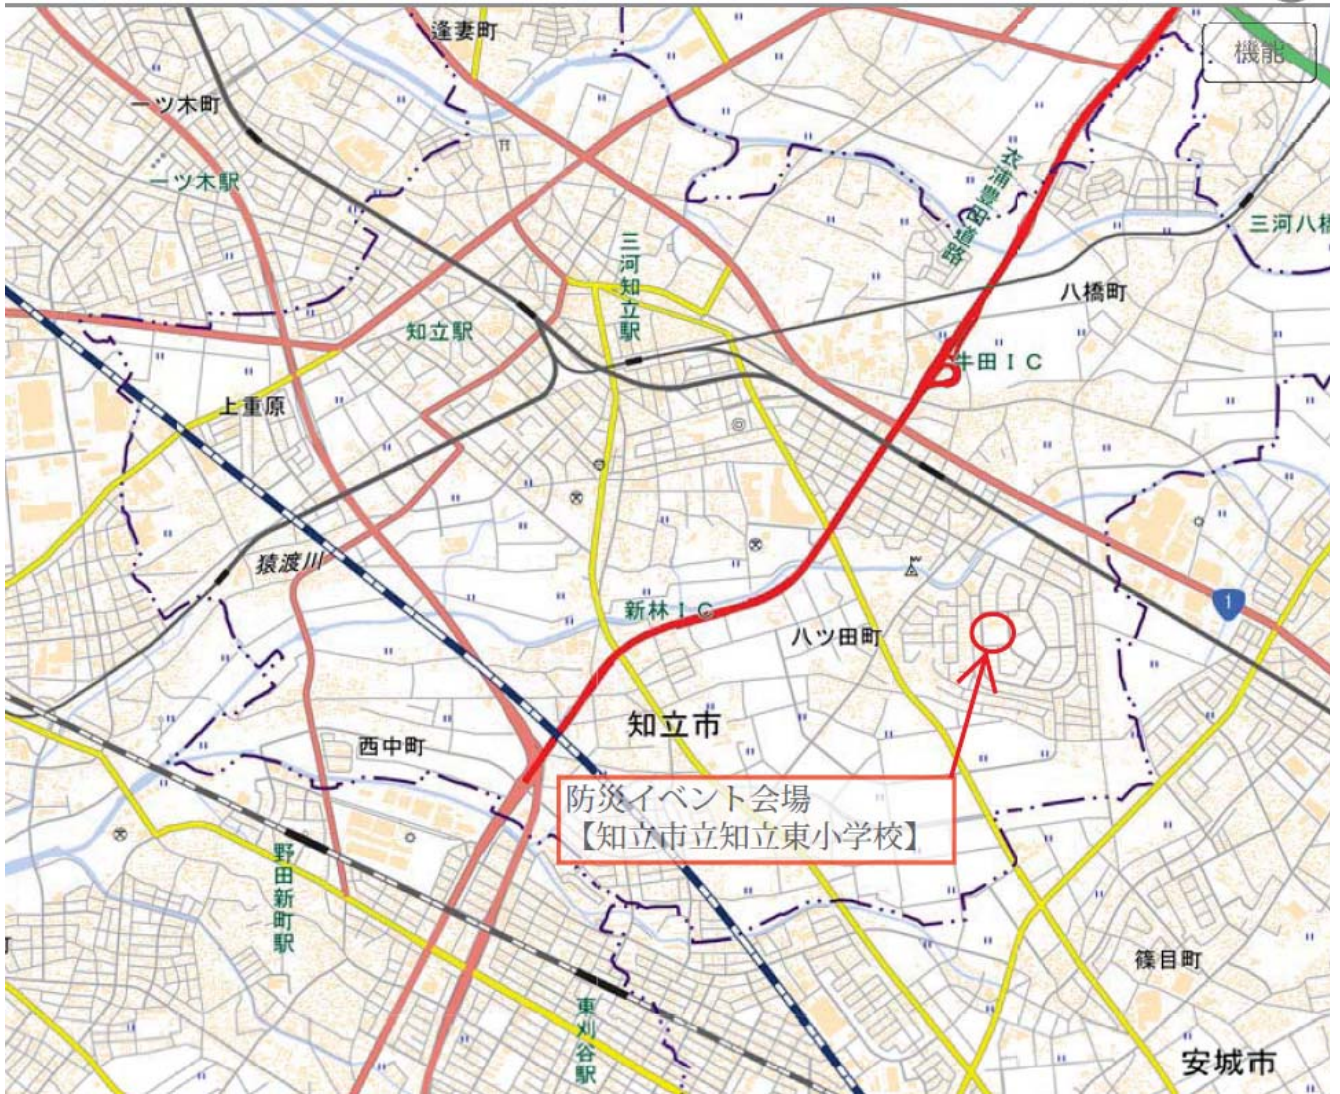 逢妻町
機能
一ツ木町
一ツ木駅
衣浦豊田道路
三河知立駅
三河八橋
八橋町
知立駅
牛田ＩＣ
上重原
猿渡川
新林ＩＣ
八ツ田町
1
知立市
西中町
防災イベント会場
【知立市立知立東小学校】
野田新町駅
篠目町
東刈谷駅
安城市